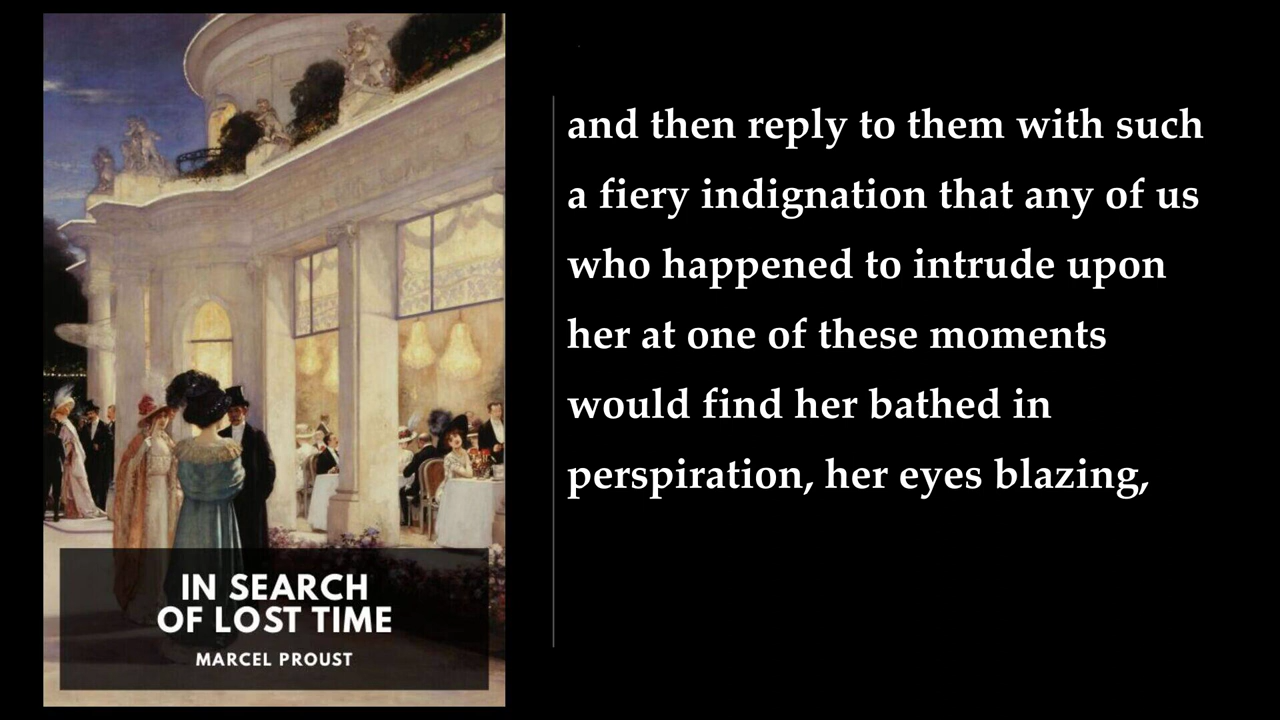 IN SEARCH
OF LOST TIME
MARCEL PROUST
and then reply to them with such
a fiery indignation that any of us
who happened to intrude upon
her at one of these moments
would find her bathed in
perspiration, her eyes blazing,